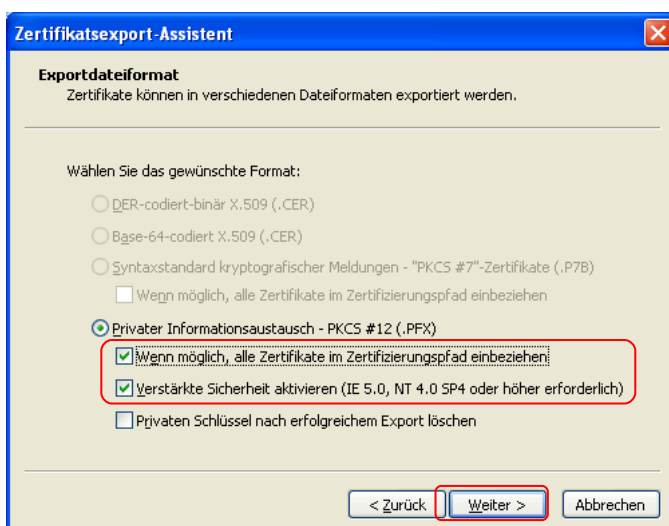 Zertifikatsexport-Assistent
Exportdateiformat
Zertifikate können in verschiedenen Dateiformaten exportiert werden.
Wählen Sie das gewünschte Format:
DER-codiert-binär X.509 (.CER)
Base-64-codiert X.509 (.CER)
Syntaxstandard kryptografischer Meldungen - "PKCS #7"-Zertifikate (.P7B)
Wenn möglich, alle Zertifikate im Zertifizierungspfad einbeziehen
Privater Informationsaustausch - PKCS #12 (.PFX)
Wenn möglich, alle Zertifikate im Zertifizierungspfad einbeziehen
Verstärkte Sicherheit aktivieren (IE 5.0, NT 4.0 SP4 oder höher erforderlich)
Privaten Schlüssel nach erfolgreichem Export löschen
< Zurück Weiter > Abbrechen